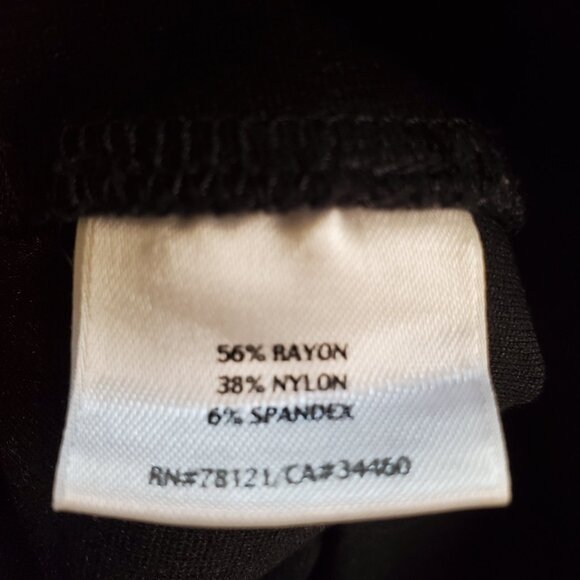 56% RAYON
38% NYLON
6% SPANDEX
RN#78121/CA#34460